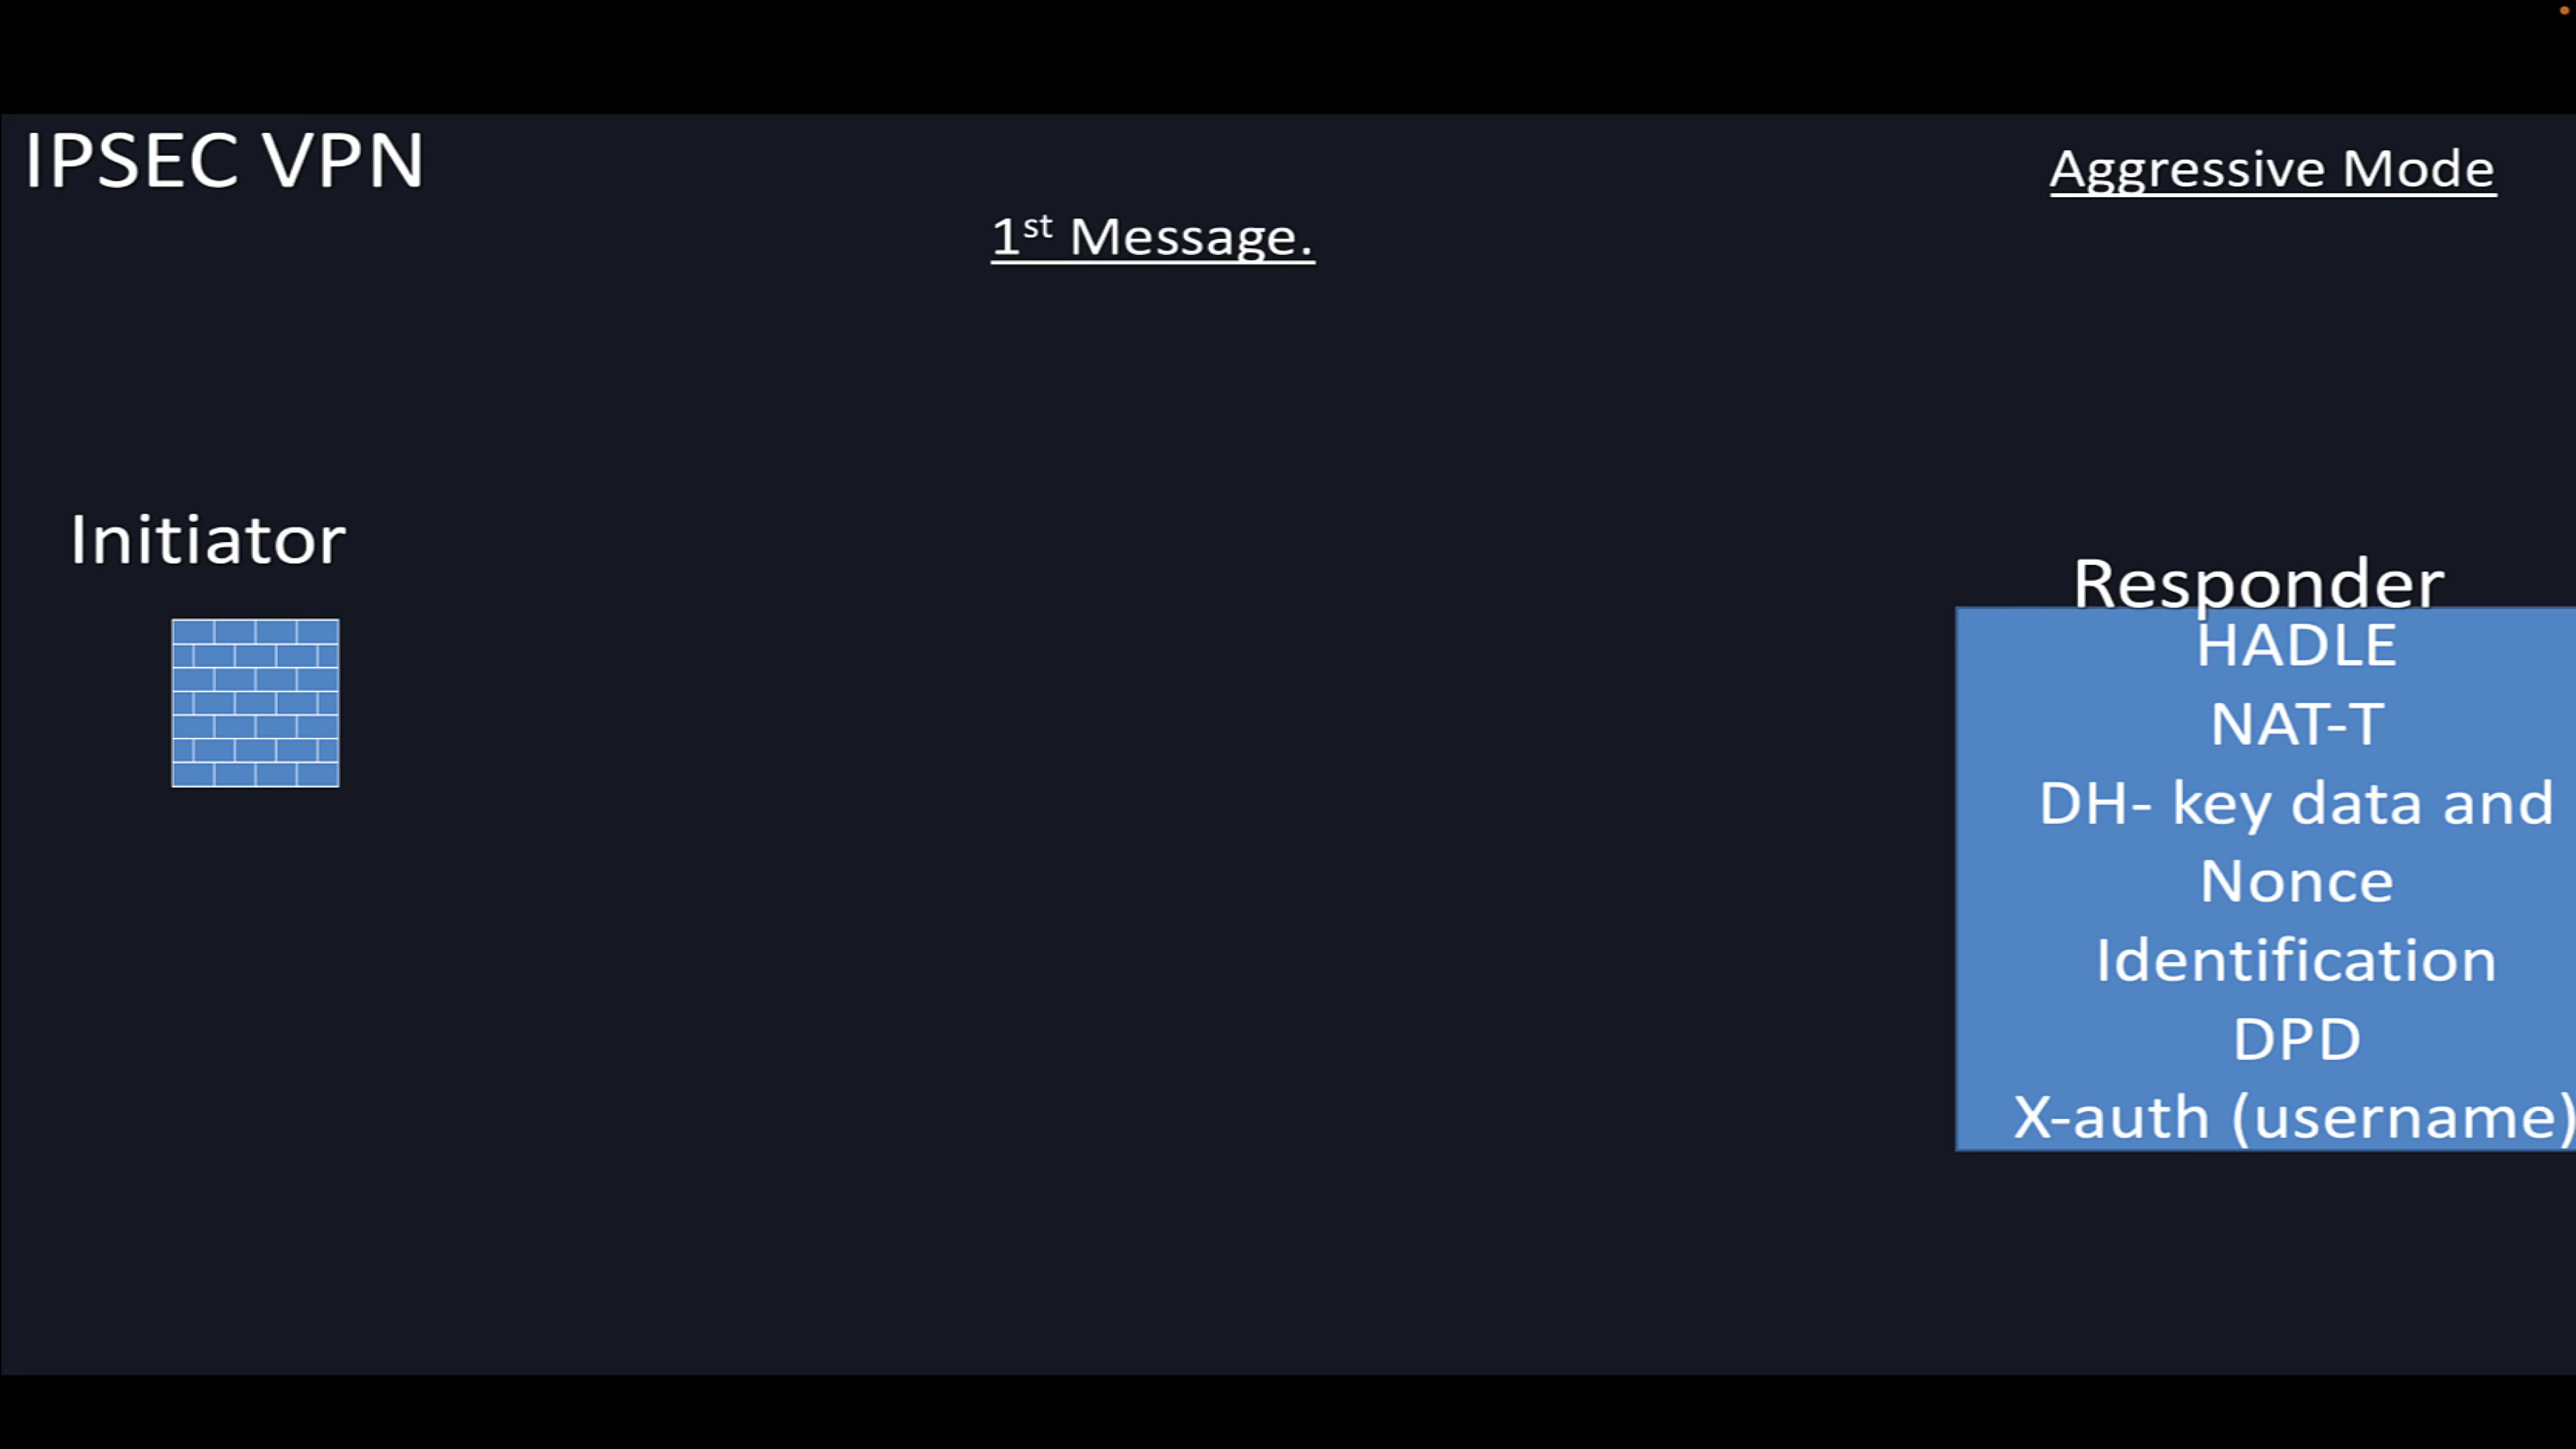 IPSEC VPN
Aggressive Mode
1st Message.
Initiator
Responder
HADLE
NAT-T
DH- key data and
Nonce
Identification
DPD
X-auth (username)